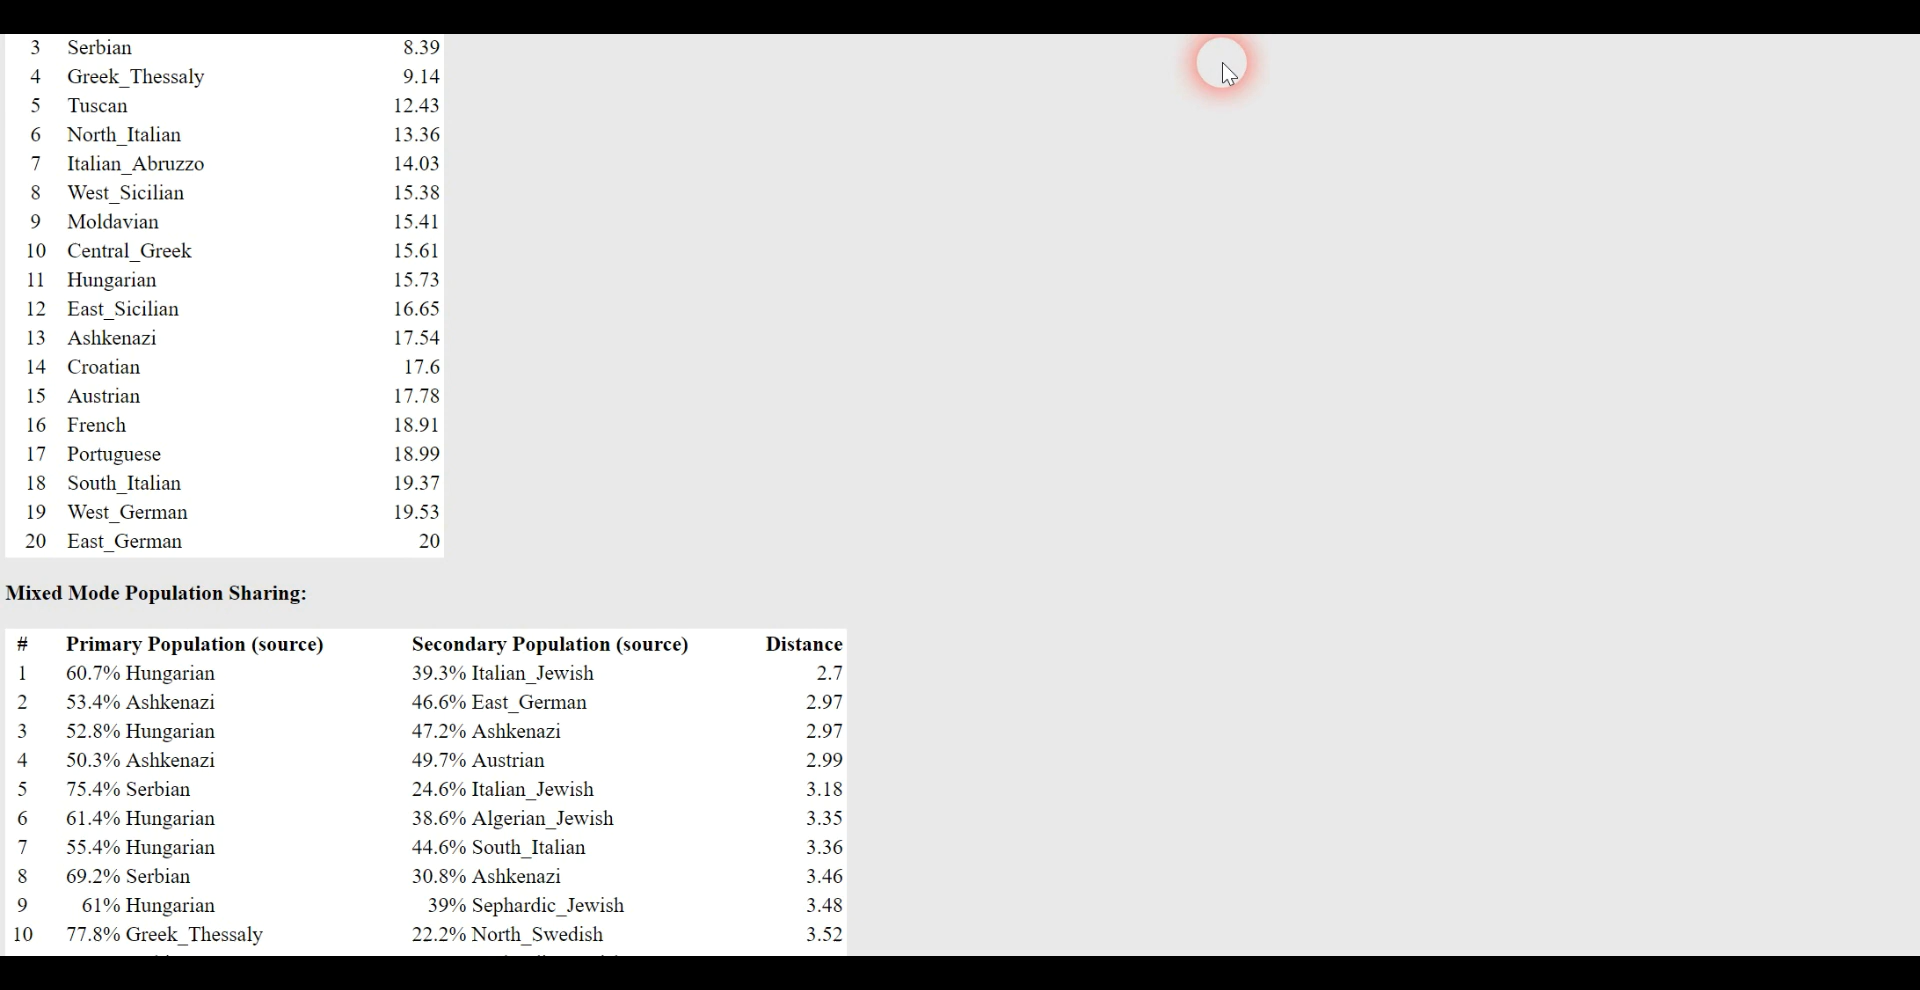 3 Serbian 8.39
4 Greek_Thessaly 9.14
5 Tuscan 12.43
6 North_Italian 13.36
7 Italian_Abruzzo 14.03
8 West_Sicilian 15.38
9 Moldavian 15.41
10 Central_Greek 15.61
11 Hungarian 15.73
12 East_Sicilian 16.65
13 Ashkenazi 17.54
14 Croatian 17.6
15 Austrian 17.78
16 French 18.91
17 Portuguese 18.99
18 South_Italian 19.37
19 West_German 19.53
20 East_German 20
Mixed Mode Population Sharing:
# Primary Population (source) Secondary Population (source) Distance
1 60.7% Hungarian 39.3% Italian_Jewish 2.7
2 53.4% Ashkenazi 46.6% East_German 2.97
3 52.8% Hungarian 47.2% Ashkenazi 2.97
4 50.3% Ashkenazi 49.7% Austrian 2.99
5 75.4% Serbian 24.6% Italian_Jewish 3.18
6 61.4% Hungarian 38.6% Algerian_Jewish 3.35
7 55.4% Hungarian 44.6% South_Italian 3.36
8 69.2% Serbian 30.8% Ashkenazi 3.46
9 61% Hungarian 39% Sephardic_Jewish 3.48
10 77.8% Greek_Thessaly 22.2% North_Swedish 3.52